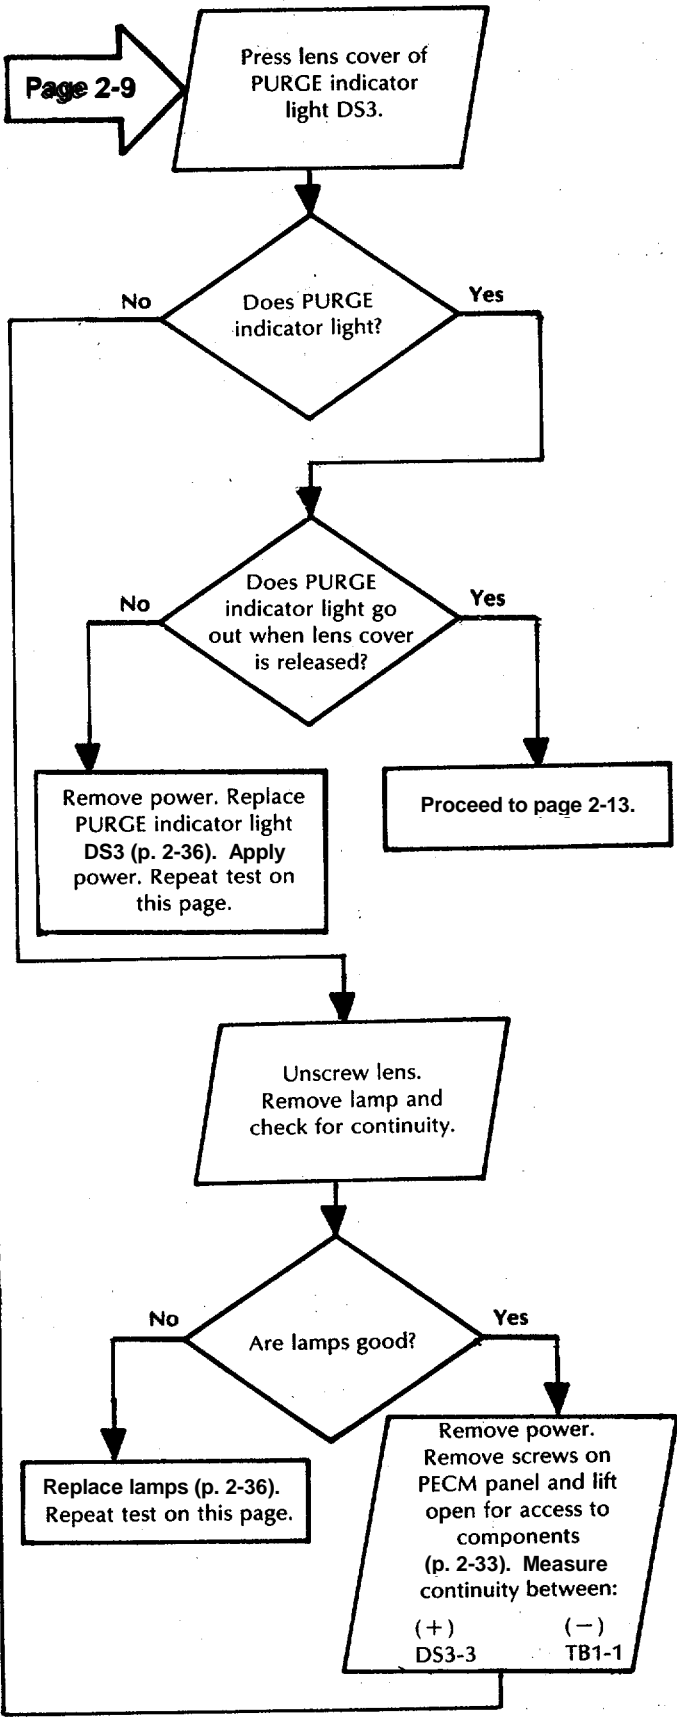 Page 2-9
Press lens cover of
PURGE indicator
light DS3.
No
Yes
Does PURGE
indicator light?
No
Yes
Does PURGE
indicator light go
out when lens cover
is released?
Remove power. Replace
PURGE indicator light
DS3 (p. 2-36). Apply
power. Repeat test on
this page.
Proceed to page 2-13.
Unscrew lens.
Remove lamp and
check for continuity.
No
Yes
Are lamps good?
Replace lamps (p. 2-36).
Repeat test on this page.
Remove power.
Remove screws on
PECM panel and lift
open for access to
components
(p. 2-33). Measure
continuity between:
(+) (−)
DS3-3 TB1-1